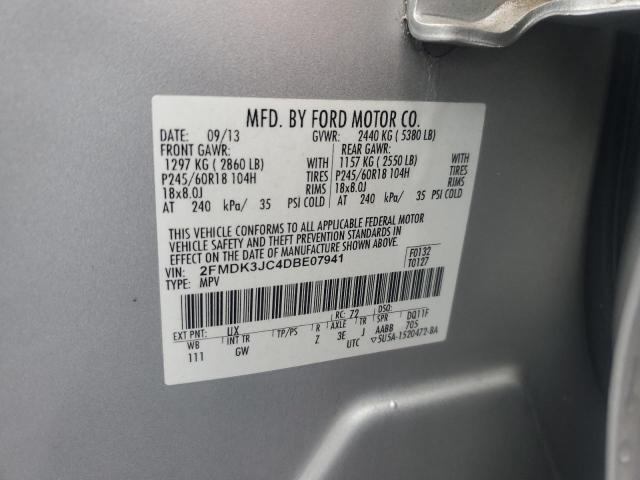 MFD. BY FORD MOTOR CO.
DATE: 09/13 GVWR: 2440 KG ( 5380 LB)
FRONT GAWR: REAR GAWR:
1297 KG ( 2860 LB) WITH 1157 KG ( 2550 LB) WITH
P245/60R18 104H TIRES P245/60R18 104H TIRES
18x8.0J RIMS 18x8.0J RIMS
AT 240 kPa/ 35 PSI COLD AT 240 kPa/ 35 PSI COLD
THIS VEHICLE CONFORMS TO ALL APPLICABLE FEDERAL MOTOR
VEHICLE SAFETY AND THEFT PREVENTION STANDARDS IN
EFFECT ON THE DATE OF MANUFACTURE SHOWN ABOVE.
VIN: 2FMDK3JC4DBE07941 F0132
TYPE: MPV T0127
EXT PNT: UX RC: 72 DSO:
WB INT TR TP/PS R AXLE TR SPR DQ11F
111 GW Z 3E J AABB 705
UTC ▽5U5A-1520472-BA